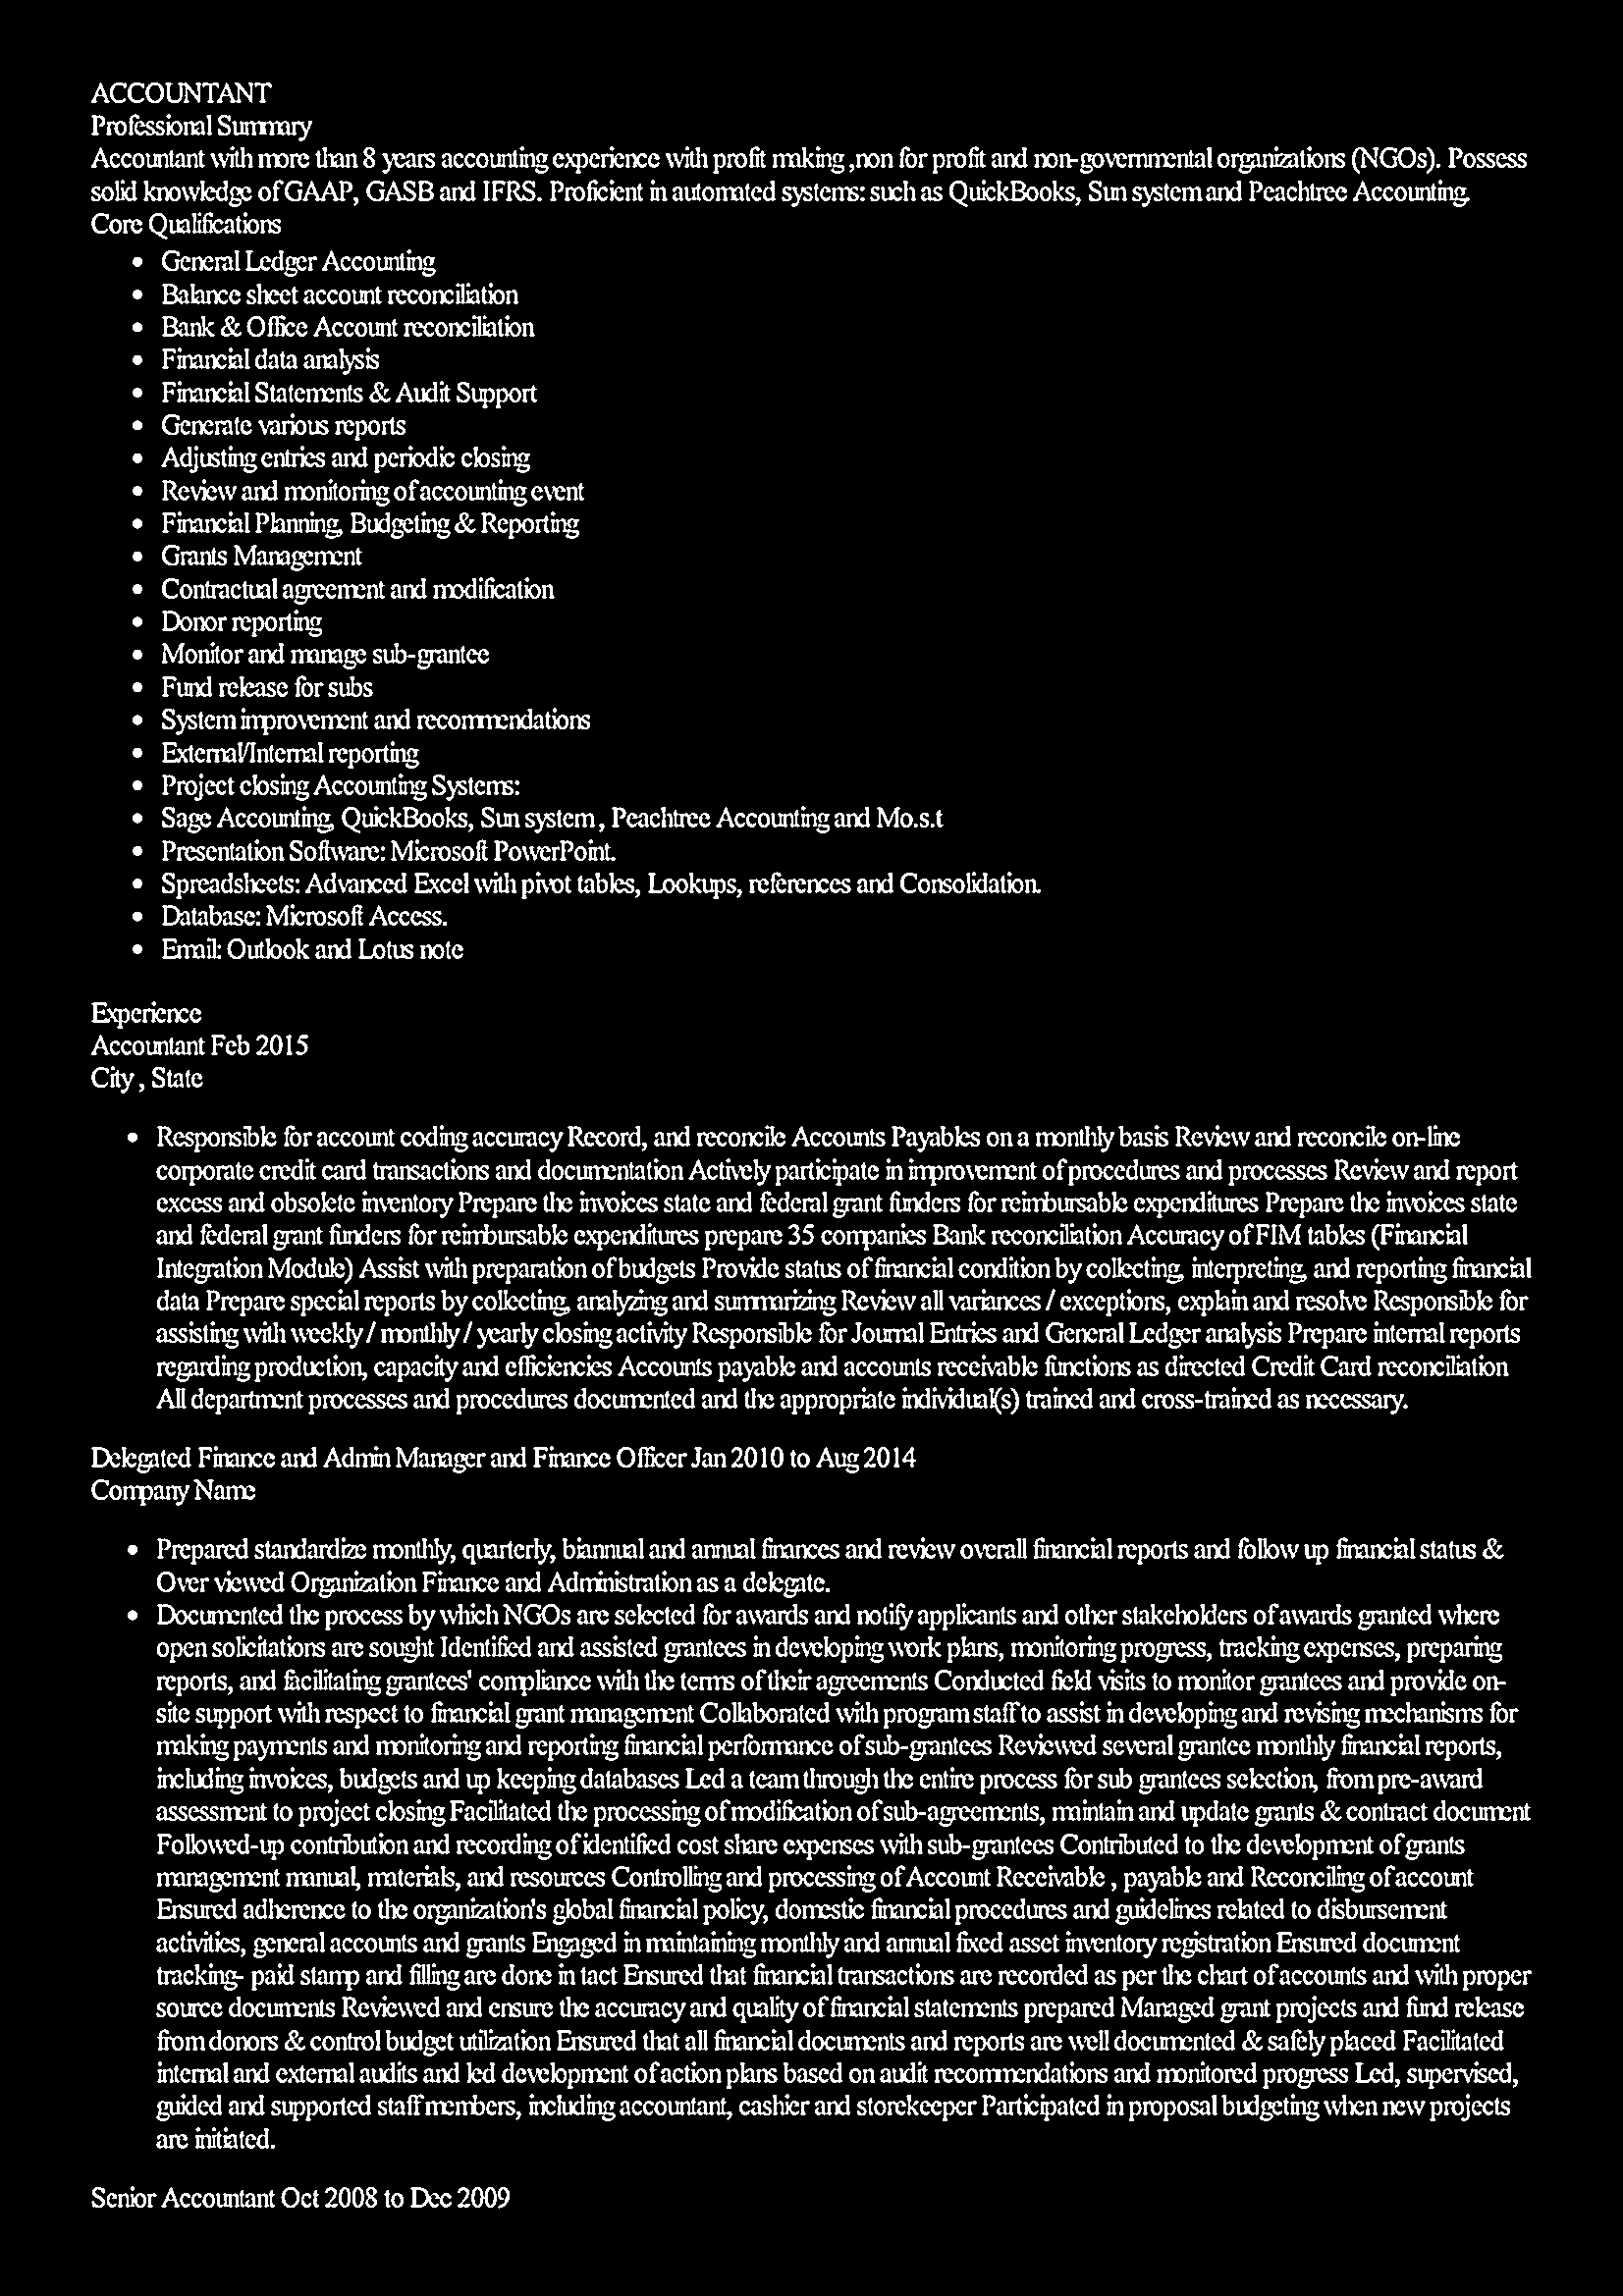 ACCOUNTANT
Professional Summary
Accountant with more than 8 years accounting experience with profit making ,non for profit and non-governmental organizations (NGOs). Possess
solid knowledge of GAAP, GASB and IFRS. Proficient in automated systems: such as QuickBooks, Sun system and Peachtree Accounting.
Core Qualifications
• General Ledger Accounting
• Balance sheet account reconciliation
• Bank & Office Account reconciliation
• Financial data analysis
• Financial Statements & Audit Support
• Generate various reports
• Adjusting entries and periodic closing
• Review and monitoring of accounting event
• Financial Planning, Budgeting & Reporting
• Grants Management
• Contractual agreement and modification
• Donor reporting
• Monitor and manage sub-grantee
• Fund release for subs
• System improvement and recommendations
• External/Internal reporting
• Project closing Accounting Systems:
• Sage Accounting, QuickBooks, Sun system , Peachtree Accounting and Mo.s.t
• Presentation Software: Microsoft PowerPoint.
• Spreadsheets: Advanced Excel with pivot tables, Lookups, references and Consolidation.
• Database: Microsoft Access.
• Email: Outlook and Lotus note
Experience
Accountant Feb 2015
City , State
• Responsible for account coding accuracy Record, and reconcile Accounts Payables on a monthly basis Review and reconcile on-line
corporate credit card transactions and documentation Actively participate in improvement of procedures and processes Review and report
excess and obsolete inventory Prepare the invoices state and federal grant funders for reimbursable expenditures Prepare the invoices state
and federal grant funders for reimbursable expenditures prepare 35 companies Bank reconciliation Accuracy of FIM tables (Financial
Integration Module) Assist with preparation of budgets Provide status of financial condition by collecting, interpreting, and reporting financial
data Prepare special reports by collecting, analyzing and summarizing Review all variances / exceptions, explain and resolve Responsible for
assisting with weekly / monthly / yearly closing activity Responsible for Journal Entries and General Ledger analysis Prepare internal reports
regarding production, capacity and efficiencies Accounts payable and accounts receivable functions as directed Credit Card reconciliation
All department processes and procedures documented and the appropriate individual(s) trained and cross-trained as necessary.
Delegated Finance and Admin Manager and Finance Officer Jan 2010 to Aug 2014
Company Name
• Prepared standardize monthly, quarterly, biannual and annual finances and review overall financial reports and follow up financial status &
Over viewed Organization Finance and Administration as a delegate.
• Documented the process by which NGOs are selected for awards and notify applicants and other stakeholders of awards granted where
open solicitations are sought Identified and assisted grantees in developing work plans, monitoring progress, tracking expenses, preparing
reports, and facilitating grantees' compliance with the terms of their agreements Conducted field visits to monitor grantees and provide on-
site support with respect to financial grant management Collaborated with program staff to assist in developing and revising mechanisms for
making payments and monitoring and reporting financial performance of sub-grantees Reviewed several grantee monthly financial reports,
including invoices, budgets and up keeping databases Led a team through the entire process for sub grantees selection, from pre-award
assessment to project closing Facilitated the processing of modification of sub-agreements, maintain and update grants & contract document
Followed-up contribution and recording of identified cost share expenses with sub-grantees Contributed to the development of grants
management manual, materials, and resources Controlling and processing of Account Receivable , payable and Reconciling of account
Ensured adherence to the organization's global financial policy, domestic financial procedures and guidelines related to disbursement
activities, general accounts and grants Engaged in maintaining monthly and annual fixed asset inventory registration Ensured document
tracking- paid stamp and filling are done in tact Ensured that financial transactions are recorded as per the chart of accounts and with proper
source documents Reviewed and ensure the accuracy and quality of financial statements prepared Managed grant projects and fund release
from donors & control budget utilization Ensured that all financial documents and reports are well documented & safely placed Facilitated
internal and external audits and led development of action plans based on audit recommendations and monitored progress Led, supervised,
guided and supported staff members, including accountant, cashier and storekeeper Participated in proposal budgeting when new projects
are initiated.
Senior Accountant Oct 2008 to Dec 2009